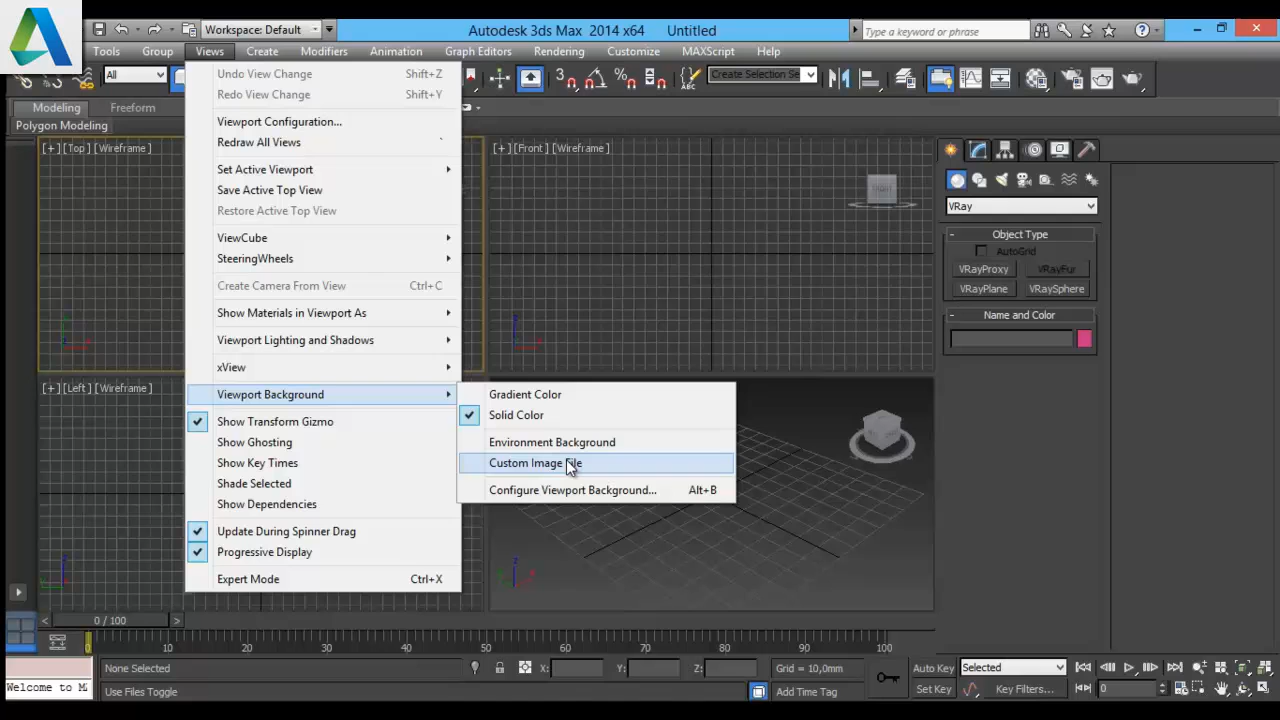 Workspace: Default
Autodesk 3ds Max 2014 x64 Untitled
Type a keyword or phrase
Tools Group Views Create Modifiers Animation Graph Editors Rendering Customize MAXScript Help
All
Create Selection Se
Modeling Freeform
Polygon Modeling
Undo View Change Shift+Z
Redo View Change Shift+Y
Viewport Configuration...
Redraw All Views `
Set Active Viewport
Save Active Top View
Restore Active Top View
ViewCube
SteeringWheels
Create Camera From View Ctrl+C
Show Materials in Viewport As
Viewport Lighting and Shadows
xView
Viewport Background
Show Transform Gizmo
Show Ghosting
Show Key Times
Shade Selected
Show Dependencies
Update During Spinner Drag
Progressive Display
Expert Mode Ctrl+X
Gradient Color
Solid Color
Environment Background
Custom Image File
Configure Viewport Background... Alt+B
[+][Top][Wireframe]
[+][Front][Wireframe]
FRONT
[+][Left][Wireframe]
VRay
- Object Type
AutoGrid
VRayProxy VRayFur
VRayPlane VRaySphere
- Name and Color
< 0 / 100 >
0 10 20 30 40 50 60 70 80 90 100
None Selected X: Y: Z: Grid = 10,0mm Auto Key Selected
Welcome to M
Use Files Toggle Add Time Tag Set Key Key Filters... 0